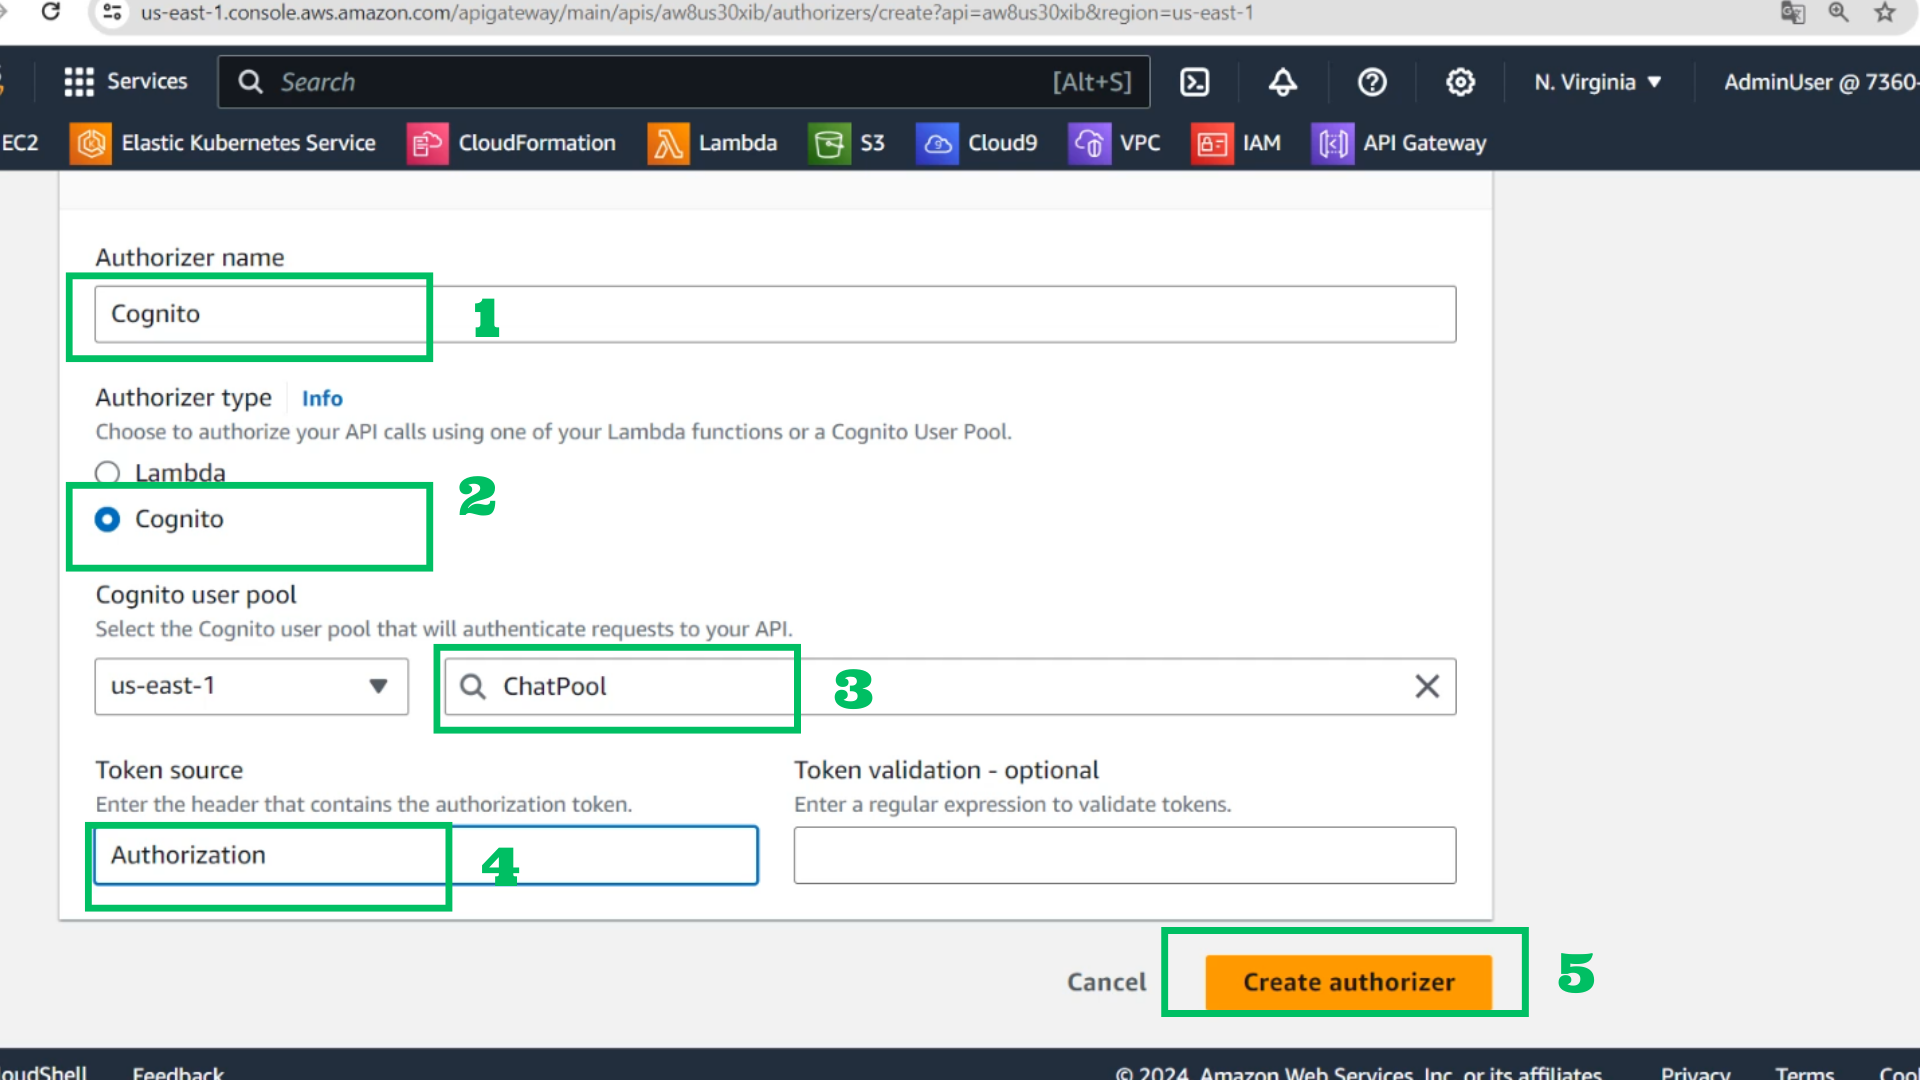 us-east-1.console.aws.amazon.com/apigateway/main/apis/aw8us30xib/authorizers/create?api=aw8us30xib&region=us-east-1
Services
Search
[Alt+S]
N. Virginia
AdminUser @ 7360-
EC2
Elastic Kubernetes Service
CloudFormation
Lambda
S3
Cloud9
VPC
IAM
API Gateway
Authorizer name
Cognito
1
Authorizer type
Info
Choose to authorize your API calls using one of your Lambda functions or a Cognito User Pool.
Lambda
2
Cognito
Cognito user pool
Select the Cognito user pool that will authenticate requests to your API.
us-east-1
ChatPool
3
Token source
Token validation - optional
Enter the header that contains the authorization token.
Enter a regular expression to validate tokens.
Authorization
4
Cancel
Create authorizer
5
loudShell
Feedback
© 2024, Amazon Web Services, Inc. or its affiliates.
Privacy
Terms
Coo